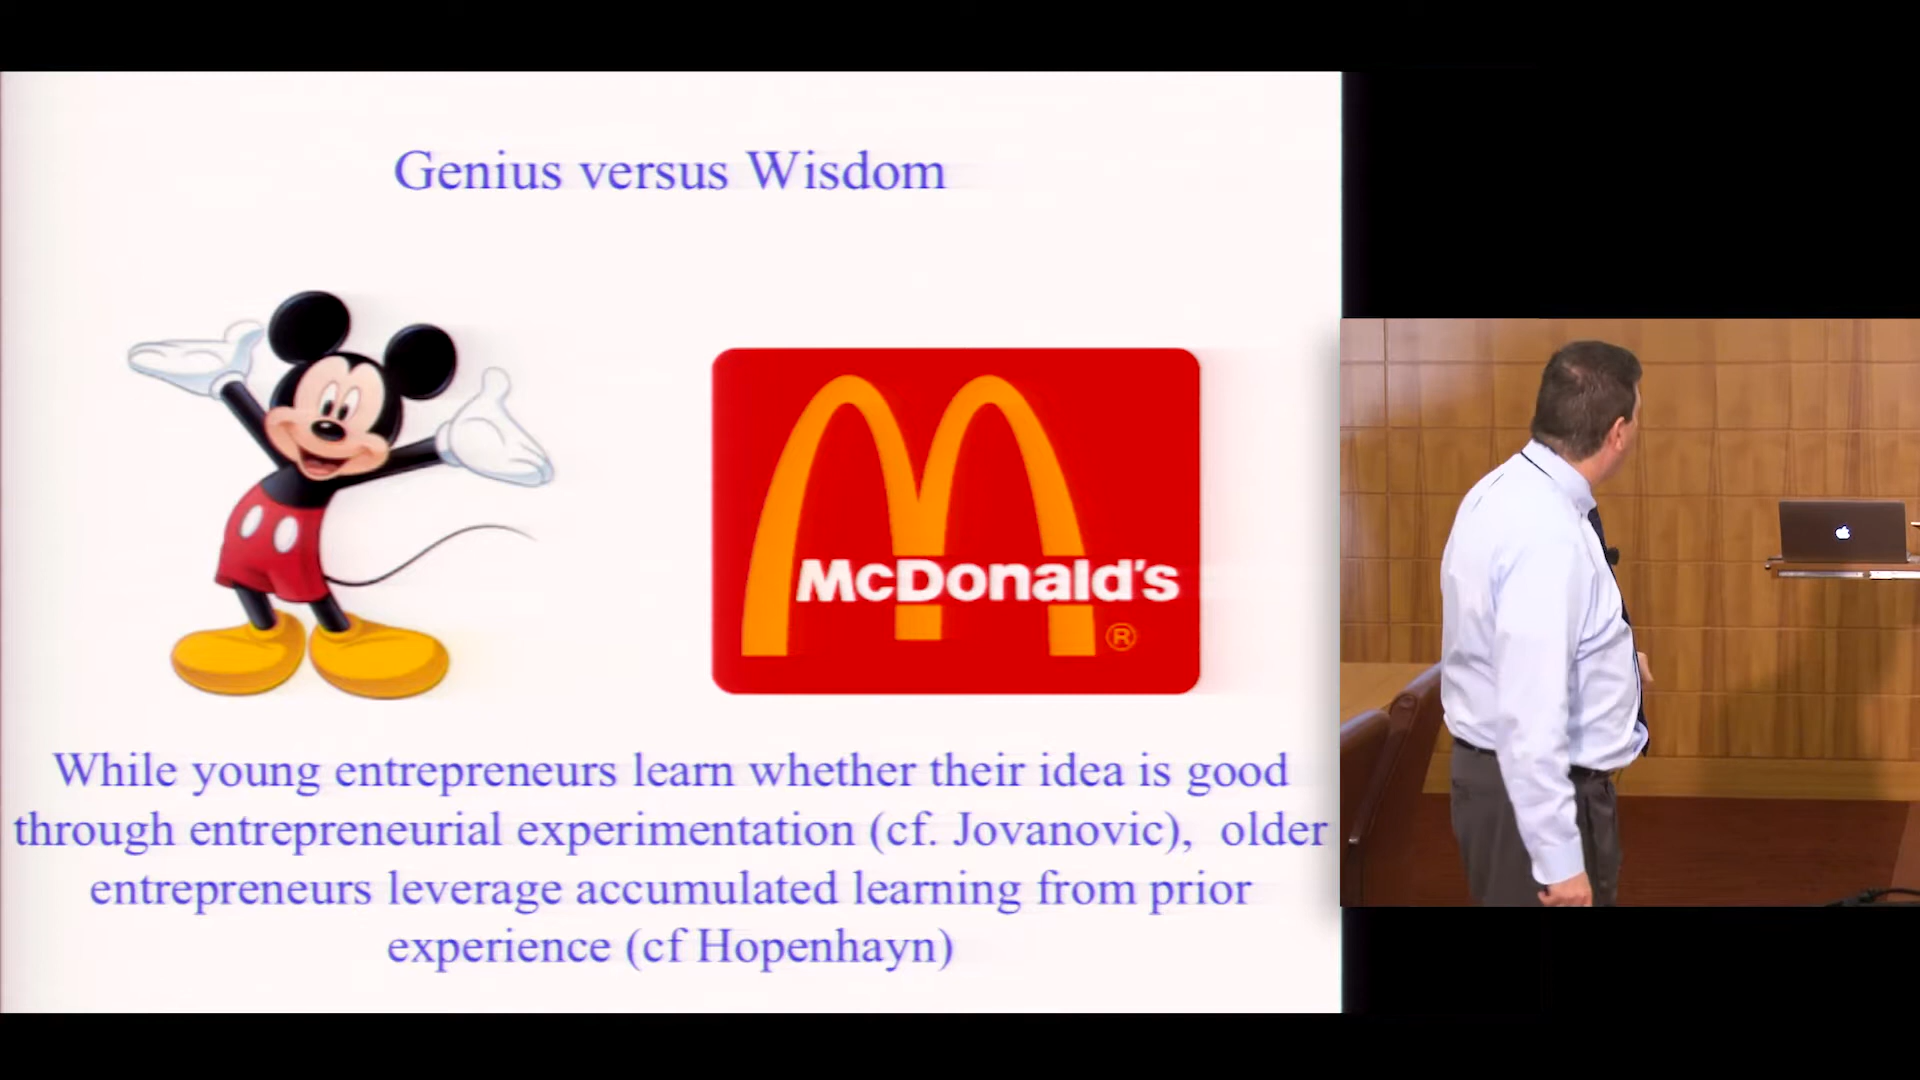 Genius versus Wisdom
McDonald's
®
While young entrepreneurs learn whether their idea is good
through entrepreneurial experimentation (cf. Jovanovic), older
entrepreneurs leverage accumulated learning from prior
experience (cf Hopenhayn)